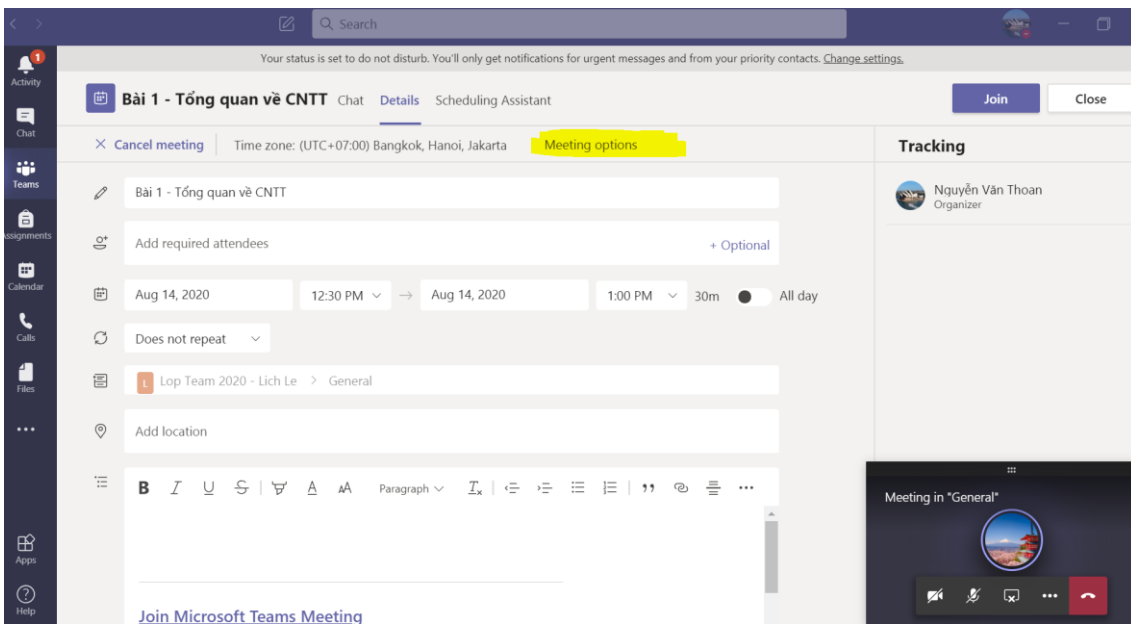 Search
Your status is set to do not disturb. You'll only get notifications for urgent messages and from your priority contacts. Change settings.
1
Activity
Chat
Teams
Assignments
Calendar
Calls
Files
Apps
Help
Bài 1 - Tổng quan về CNTT Chat Details Scheduling Assistant
Join Close
Cancel meeting Time zone: (UTC+07:00) Bangkok, Hanoi, Jakarta Meeting options
Bài 1 - Tổng quan về CNTT
Add required attendees + Optional
Aug 14, 2020 12:30 PM → Aug 14, 2020 1:00 PM 30m All day
Does not repeat
L Lop Team 2020 - Lich Le > General
Add location
B I U S A AA Paragraph
Join Microsoft Teams Meeting
Tracking
Nguyễn Văn Thoan
Organizer
Meeting in "General"